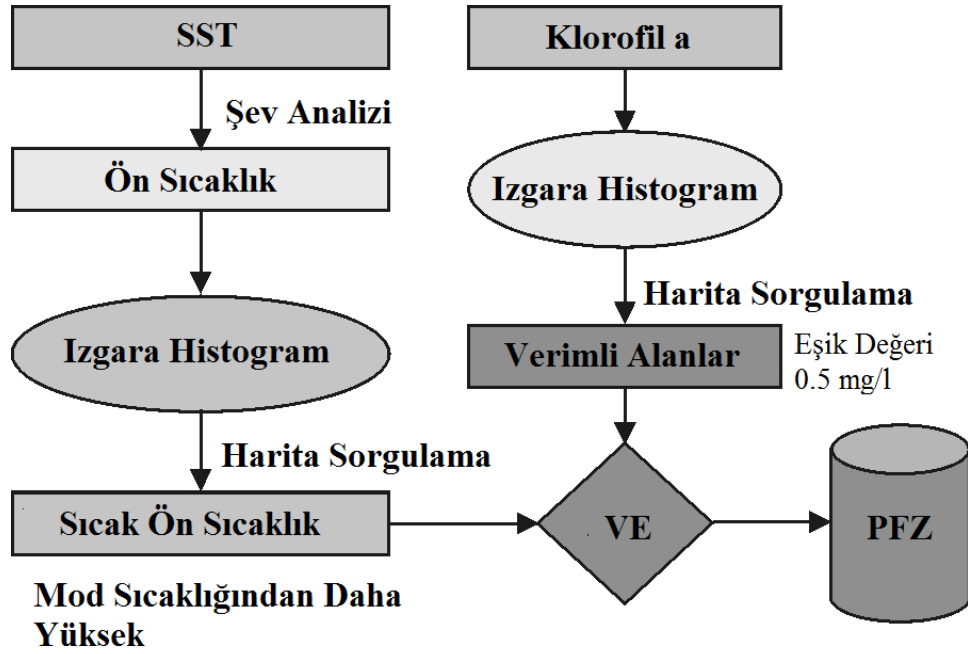 SST
Klorofil a
Şev Analizi
Ön Sıcaklık
Izgara Histogram
Harita Sorgulama
Izgara Histogram
Verimli Alanlar
Eşik Değeri
0.5 mg/l
Harita Sorgulama
Sıcak Ön Sıcaklık
VE
PFZ
Mod Sıcaklığından Daha
Yüksek